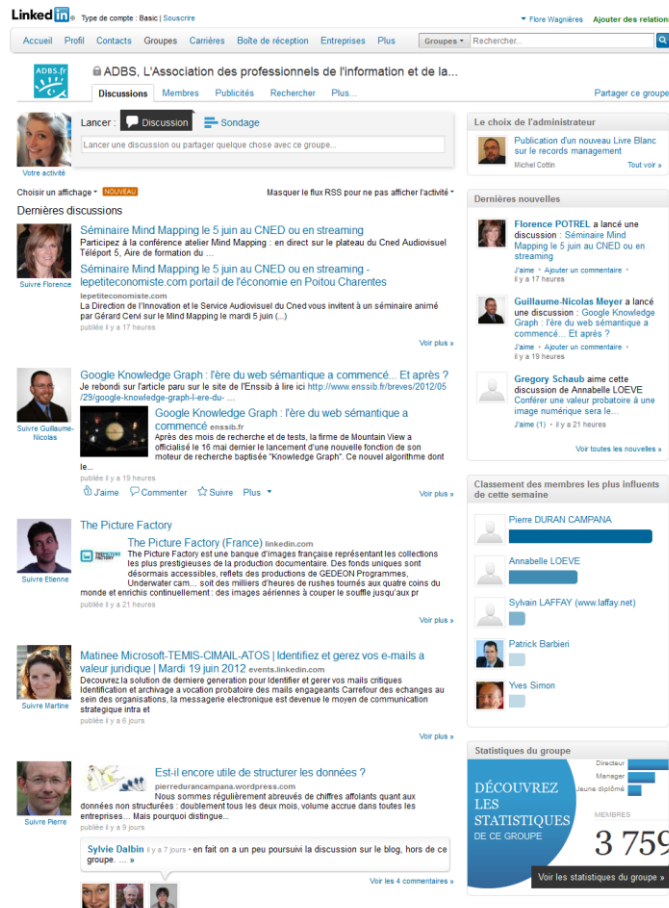 Linked in® Type de compte : Basic | Souscrire
Flore Wagnières Ajouter des relation
Accueil Profil Contacts Groupes Carrières Boîte de réception Entreprises Plus Groupes Rechercher...
ADBS.fr
ADBS, L'Association des professionnels de l'information et de la...
Discussions Membres Publicités Rechercher Plus... Partager ce groupe
Lancer : Discussion Sondage
Lancer une discussion ou partager quelque chose avec ce groupe...
Votre activité
Choisir un affichage NOUVEAU Masquer le flux RSS pour ne pas afficher l'activité
Dernières discussions
Séminaire Mind Mapping le 5 juin au CNED ou en streaming
Participez à la conférence atelier Mind Mapping : en direct sur le plateau du Cned Audiovisuel
Téléport 5, Aire de formation du ...
Séminaire Mind Mapping le 5 juin au CNED ou en streaming -
lepetiteconomiste.com portail de l'économie en Poitou Charentes
Suivre Florence
lepetiteconomiste.com
La Direction de l'Innovation et le Service Audiovisuel du Cned vous invitent à un séminaire animé
par Gérard Cervi sur le Mind Mapping le mardi 5 juin (...)
publiée il y a 17 heures
Voir plus »
Google Knowledge Graph : l'ère du web sémantique a commencé... Et après ?
Je rebondi sur l'article paru sur le site de l'Enssib à lire ici http://www.enssib.fr/breves/2012/05
/29/google-knowledge-graph-l-ere-du- ...
Suivre Guillaume-
Nicolas
Google Knowledge Graph : l'ère du web sémantique a
commencé enssib.fr
Après des mois de recherche et de tests, la firme de Mountain View a
officialisé le 16 mai dernier le lancement d'une nouvelle fonction de son
moteur de recherche baptisée "Knowledge Graph". Ce nouvel algorithme dont
le...
publiée il y a 19 heures
J'aime Commenter Suivre Plus Voir plus »
The Picture Factory
The Picture Factory (France) linkedin.com
The Picture Factory est une banque d'images française représentant les collections
les plus prestigieuses de la production documentaire. Des fonds uniques sont
désormais accessibles, reflets des productions de GEDEON Programmes,
Underwater cam... soit des milliers d'heures de rushes tournés aux quatre coins du
monde et enrichis continuellement : des images aériennes à couper le souffle jusqu'aux pr
Suivre Etienne
publiée il y a 21 heures
Voir plus »
Matinee Microsoft-TEMIS-CIMAIL-ATOS | Identifiez et gerez vos e-mails a
valeur juridique | Mardi 19 juin 2012 events.linkedin.com
Decouvrez la solution de derniere generation pour Identifier et gerer vos mails critiques
Identification et archivage a vocation probatoire des mails engageants Carrefour des echanges au
sein des organisations, la messagerie electronique est devenue le moyen de communication
strategique intra et
Suivre Martine
publiée il y a 6 jours
Voir plus »
Est-il encore utile de structurer les données ?
pierredurancampana.wordpress.com
Nous sommes régulièrement abreuvés de chiffres affolants quant aux
données non structurées : doublement tous les deux mois, volume accrue dans toutes les
entreprises... Mais pourquoi distingue...
Suivre Pierre
publiée il y a 9 jours
Sylvie Dalbin il y a 7 jours • en fait on a un peu poursuivi la discussion sur le blog, hors de ce
groupe. ... »
Voir les 4 commentaires »
Le choix de l'administrateur
Publication d'un nouveau Livre Blanc
sur le records management
Michel Cottin Tout voir »
Dernières nouvelles
Florence POTREL a lancé une
discussion : Séminaire Mind
Mapping le 5 juin au CNED ou en
streaming
J'aime • Ajouter un commentaire •
il y a 17 heures
Guillaume-Nicolas Meyer a lancé
une discussion : Google Knowledge
Graph : l'ère du web sémantique a
commencé... Et après ?
J'aime • Ajouter un commentaire •
il y a 19 heures
Gregory Schaub aime cette
discussion de Annabelle LOEVE
Conférer une valeur probatoire à une
image numérique sera le...
J'aime (1) • il y a 21 heures
Voir toutes les nouvelles »
Classement des membres les plus influents
de cette semaine
Pierre DURAN CAMPANA
Annabelle LOEVE
Sylvain LAFFAY (www.laffay.net)
Patrick Barbieri
Yves Simon
Statistiques du groupe
DÉCOUVREZ
LES
STATISTIQUES
DE CE GROUPE
Directeur
Manager
Jeune diplômé
MEMBRES
3 759
Voir les statistiques du groupe »